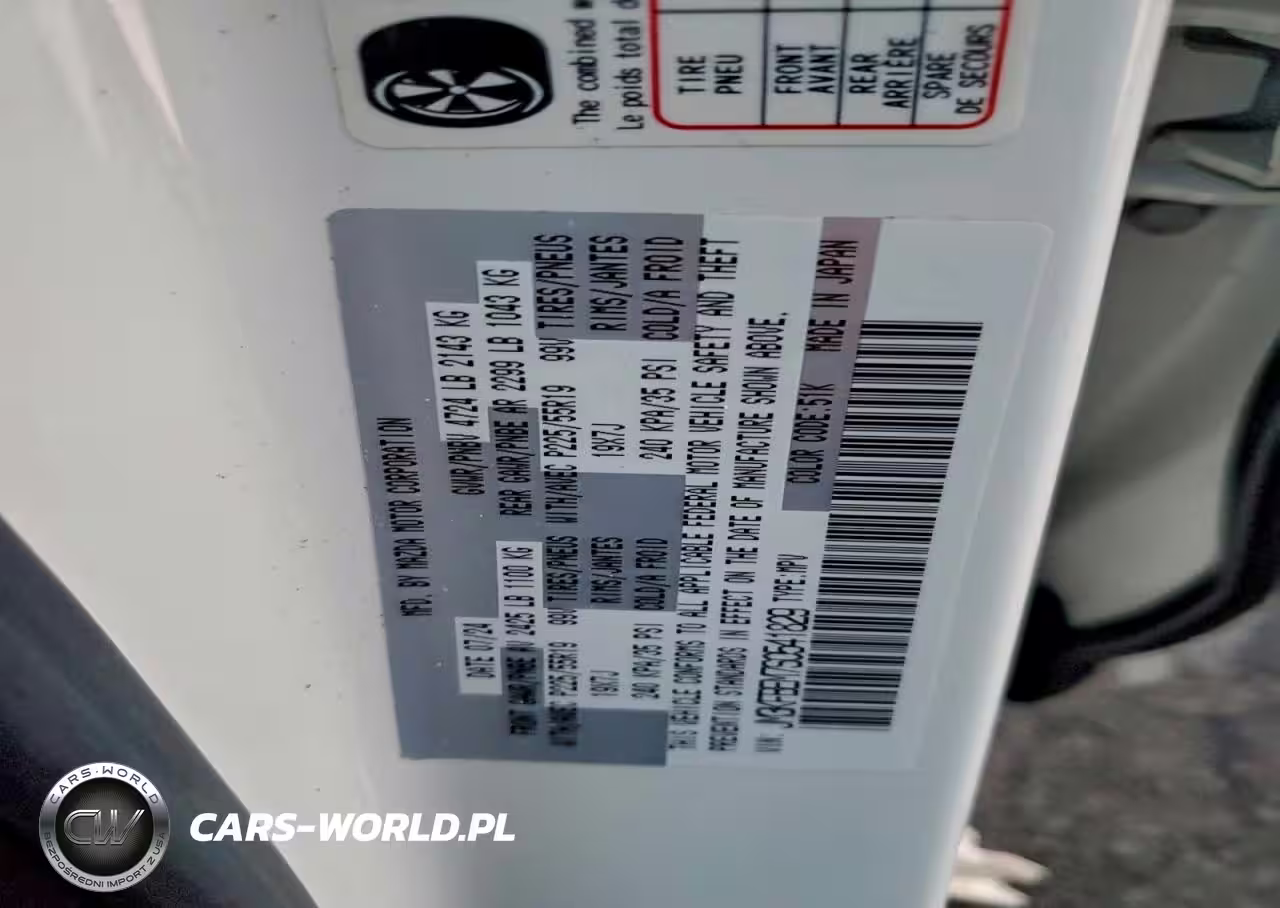 The combined
Le poids total
TIRE
PNEU
FRONT
AVANT
REAR
ARRIÈRE
SPARE
DE SECOURS
MFD. BY MAZDA MOTOR CORPORATION
DATE 07/24 GVWR/PNBV 4724 LB 2143 KG
FRONT GAWR/PNBE AV 2425 LB 1100 KG REAR GAWR/PNBE AR 2299 LB 1043 KG
WITH/AVEC P225/55R19 99V TIRES/PNEUS WITH/AVEC P225/55R19 99V TIRES/PNEUS
19X7J RIMS/JANTES 19X7J RIMS/JANTES
240 KPA/35 PSI COLD/A FROID 240 KPA/35 PSI COLD/A FROID
THIS VEHICLE CONFORMS TO ALL APPLICABLE FEDERAL MOTOR VEHICLE SAFETY AND THEFT
PREVENTION STANDARDS IN EFFECT ON THE DATE OF MANUFACTURE SHOWN ABOVE.
VIN: TYPE:MPV COLOR CODE:51K MADE IN JAPAN
CARS-WORLD
CW
BEZPOŚREDNI IMPORT Z USA
CARS-WORLD.PL